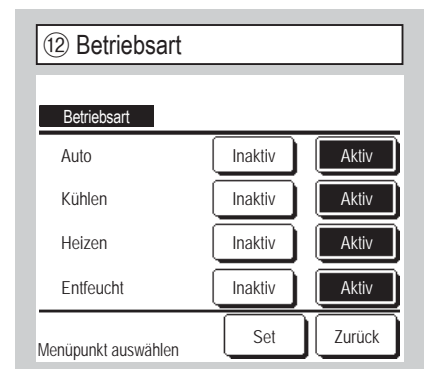 ⑫ Betriebsart
Betriebsart
Auto Inaktiv Aktiv
Kühlen Inaktiv Aktiv
Heizen Inaktiv Aktiv
Entfeucht Inaktiv Aktiv
Menüpunkt auswählen Set Zurück